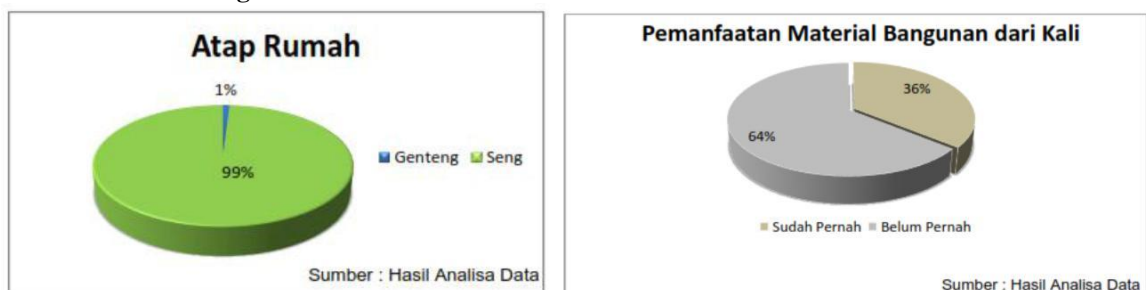 Atap Rumah
1%
99%
Genteng Seng
Sumber : Hasil Analisa Data
Pemanfaatan Material Bangunan dari Kali
36%
64%
Sudah Pernah Belum Pernah
Sumber : Hasil Analisa Data